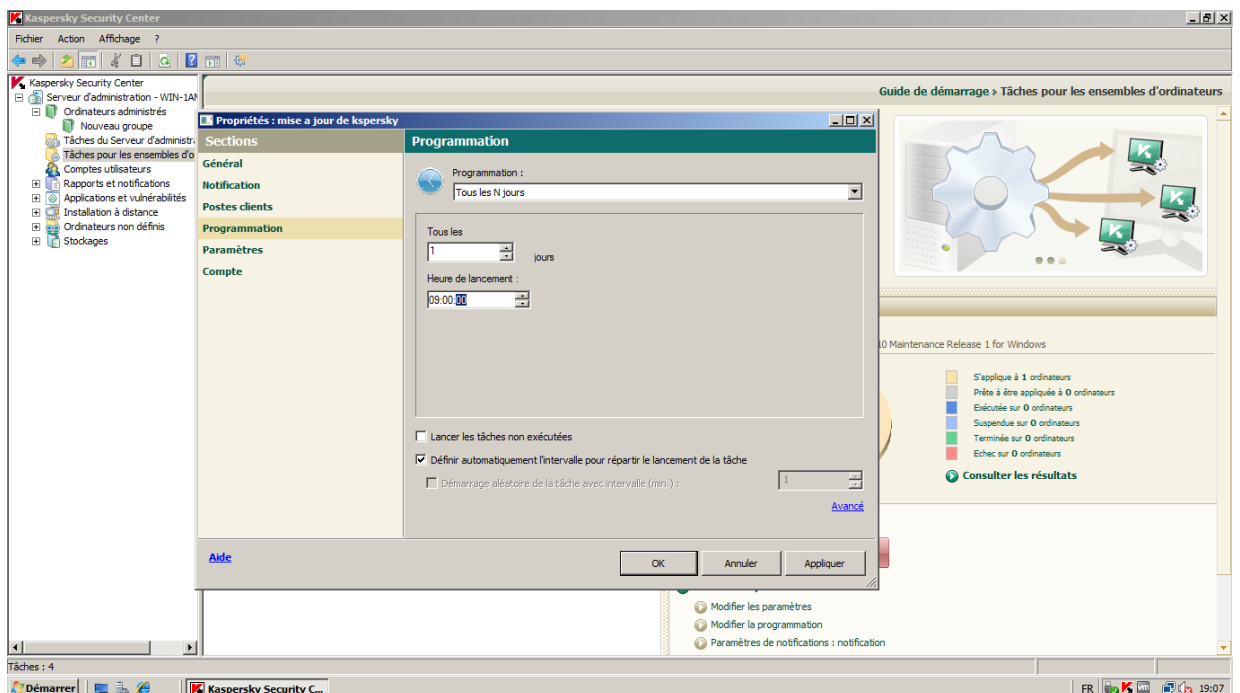 Kaspersky Security Center
Fichier Action Affichage ?
Kaspersky Security Center
Serveur d'administration - WIN-1AM
Ordinateurs administrés
Nouveau groupe
Tâches du Serveur d'administra
Tâches pour les ensembles d'o
Comptes utilisateurs
Rapports et notifications
Applications et vulnérabilités
Installation à distance
Ordinateurs non définis
Stockages
Guide de démarrage › Tâches pour les ensembles d'ordinateurs
Propriétés : mise a jour de kspersky
Sections
Général
Notification
Postes clients
Programmation
Paramètres
Compte
Aide
Programmation
Programmation :
Tous les N jours
Tous les
1
jours
Heure de lancement :
09:00:00
Lancer les tâches non exécutées
Définir automatiquement l'intervalle pour répartir le lancement de la tâche
Démarrage aléatoire de la tâche avec intervalle (min.) :
1
Avancé
OK
Annuler
Appliquer
10 Maintenance Release 1 for Windows
S'applique à 1 ordinateurs
Prête à être appliquée à 0 ordinateurs
Exécutée sur 0 ordinateurs
Suspendue sur 0 ordinateurs
Terminée sur 0 ordinateurs
Echec sur 0 ordinateurs
Consulter les résultats
Modifier les paramètres
Modifier la programmation
Paramètres de notifications : notification
Tâches : 4
Démarrer
Kaspersky Security C...
FR
19:07